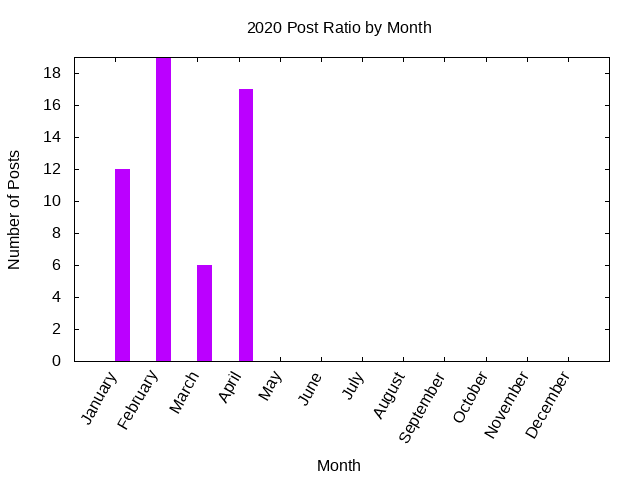 2020 Post Ratio by Month
Number of Posts
18
16
14
12
10
8
6
4
2
0
January
February
March
April
May
June
July
August
September
October
November
December
Month